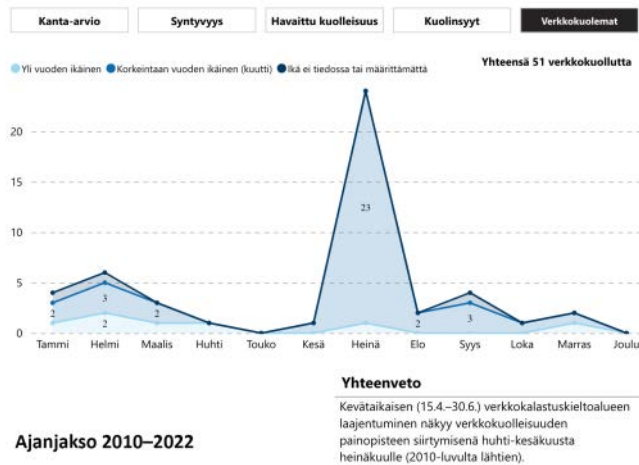 Kanta-arvio Syntyvyys Havaittu kuolleisuus Kuolinsyyt Verkkokuolemat
Yli vuoden ikäinen Korkeintaan vuoden ikäinen (kuutti) Ikä ei tiedossa tai määrittämättä
Yhteensä 51 verkkokuollutta
20
15
10
5
0
2
3
2
2
23
2
3
Tammi Helmi Maalis Huhti Touko Kesä Heinä Elo Syys Loka Marras Joulu
Ajanjakso 2010–2022
Yhteenveto
Kevätaikaisen (15.4.–30.6.) verkkokalastuskieltoalueen
laajentuminen näkyy verkkokuolleisuuden
painopisteen siirtymisenä huhti-kesäkuusta
heinäkuulle (2010-luvulta lähtien).